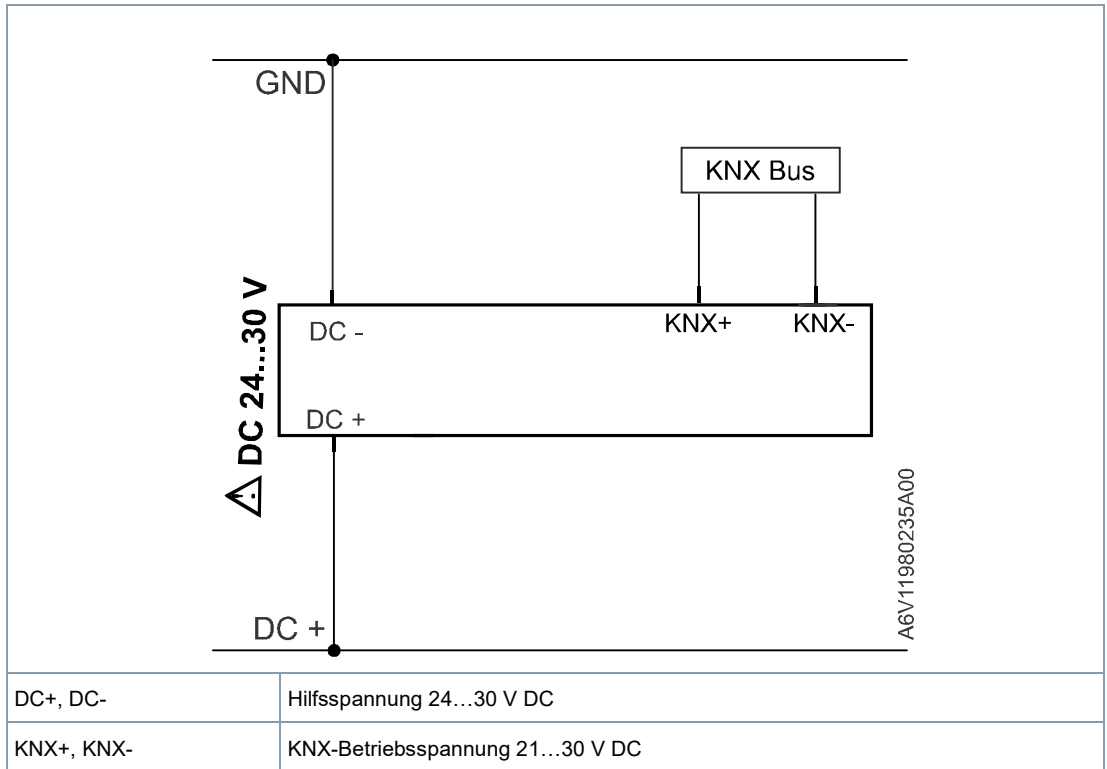 GND
KNX Bus
⚠ DC 24...30 V
DC -
KNX+
KNX-
DC +
A6V11980235A00
DC +
DC+, DC-
Hilfsspannung 24…30 V DC
KNX+, KNX-
KNX-Betriebsspannung 21…30 V DC